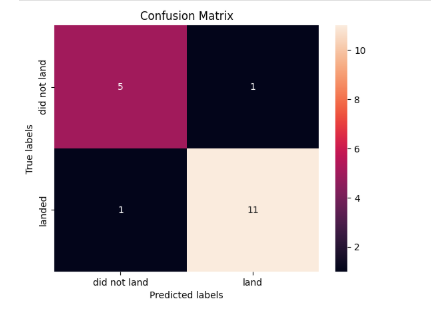 Confusion Matrix
True labels
did not land
5
1
landed
1
11
did not land
land
Predicted labels
10
8
6
4
2